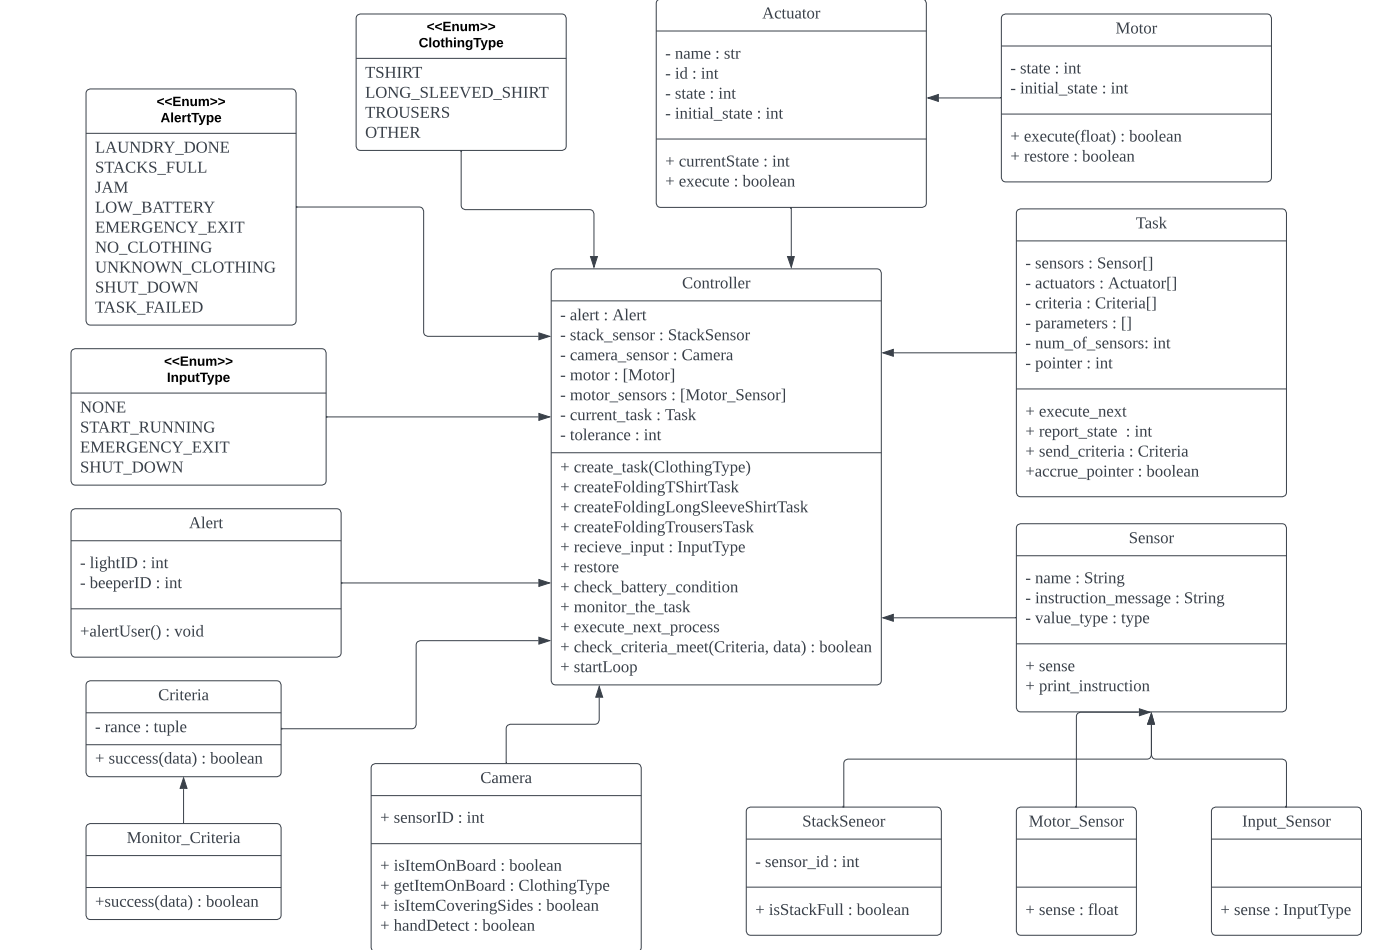 <<Enum>>
ClothingType
TSHIRT
LONG_SLEEVED_SHIRT
TROUSERS
OTHER
Actuator
- name : str
- id : int
- state : int
- initial_state : int
+ currentState : int
+ execute : boolean
Motor
- state : int
- initial_state : int
+ execute(float) : boolean
+ restore : boolean
<<Enum>>
AlertType
LAUNDRY_DONE
STACKS_FULL
JAM
LOW_BATTERY
EMERGENCY_EXIT
NO_CLOTHING
UNKNOWN_CLOTHING
SHUT_DOWN
TASK_FAILED
Task
- sensors : Sensor[]
- actuators : Actuator[]
- criteria : Criteria[]
- parameters : []
- num_of_sensors: int
- pointer : int
+ execute_next
+ report_state  : int
+ send_criteria : Criteria
+accrue_pointer : boolean
Controller
- alert : Alert
- stack_sensor : StackSensor
- camera_sensor : Camera
- motor : [Motor]
- motor_sensors : [Motor_Sensor]
- current_task : Task
- tolerance : int
+ create_task(ClothingType)
+ createFoldingTShirtTask
+ createFoldingLongSleeveShirtTask
+ createFoldingTrousersTask
+ recieve_input : InputType
+ restore
+ check_battery_condition
+ monitor_the_task
+ execute_next_process
+ check_criteria_meet(Criteria, data) : boolean
+ startLoop
<<Enum>>
InputType
NONE
START_RUNNING
EMERGENCY_EXIT
SHUT_DOWN
Alert
- lightID : int
- beeperID : int
+alertUser() : void
Sensor
- name : String
- instruction_message : String
- value_type : type
+ sense
+ print_instruction
Criteria
- rance : tuple
+ success(data) : boolean
Monitor_Criteria
+success(data) : boolean
Camera
+ sensorID : int
+ isItemOnBoard : boolean
+ getItemOnBoard : ClothingType
+ isItemCoveringSides : boolean
+ handDetect : boolean
StackSeneor
- sensor_id : int
+ isStackFull : boolean
Motor_Sensor
+ sense : float
Input_Sensor
+ sense : InputType